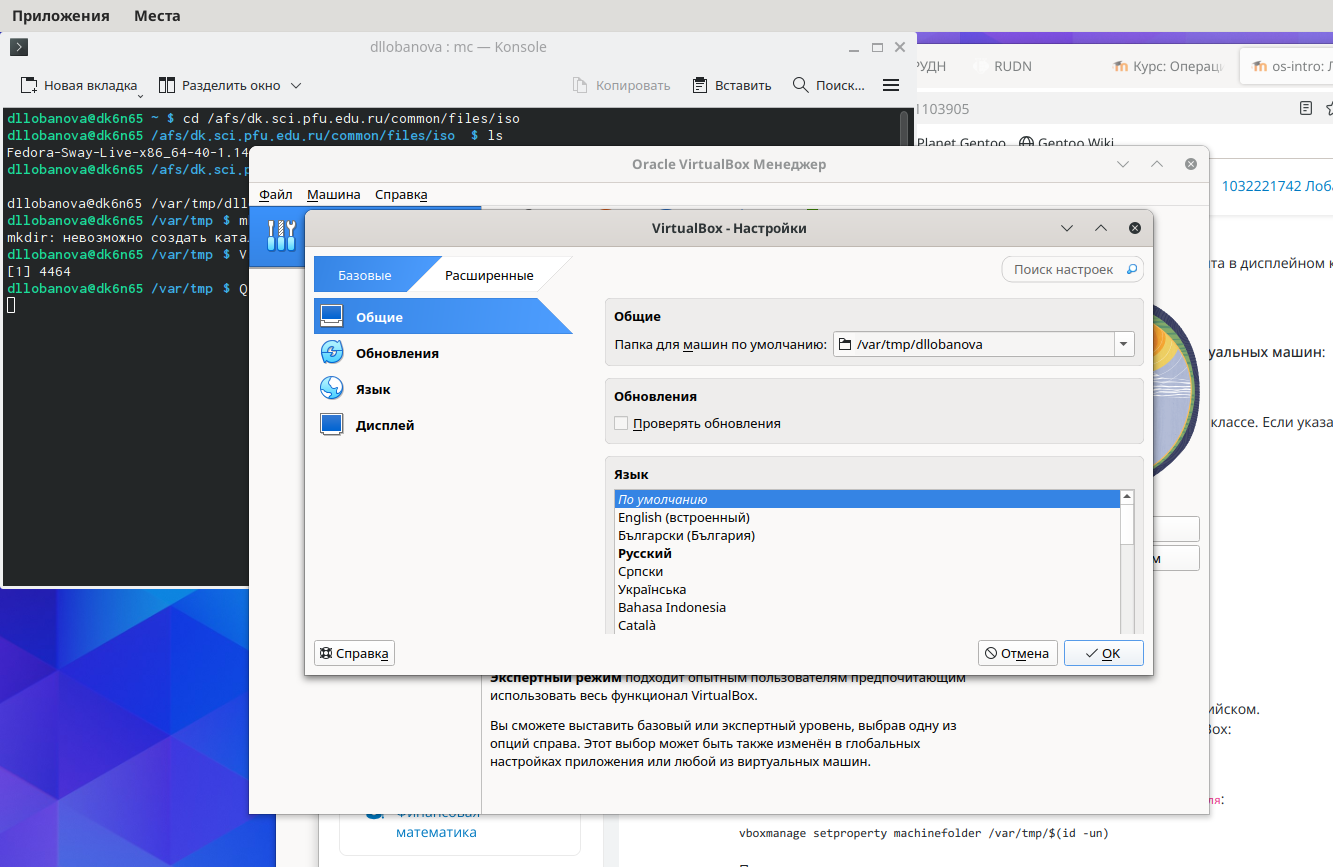 Приложения Места
dllobanova : mc — Konsole
Новая вкладка Разделить окно Копировать Вставить Поиск...
dllobanova@dk6n65 ~ $ cd /afs/dk.sci.pfu.edu.ru/common/files/iso
dllobanova@dk6n65 /afs/dk.sci.pfu.edu.ru/common/files/iso $ ls
Fedora-Sway-Live-x86_64-40-1.14
dllobanova@dk6n65 /afs/dk.sci.p
dllobanova@dk6n65 /var/tmp/dll
dllobanova@dk6n65 /var/tmp $ m
mkdir: невозможно создать ката
dllobanova@dk6n65 /var/tmp $ V
[1] 4464
dllobanova@dk6n65 /var/tmp $ Q
РУДН RUDN Курс: Операци os-intro: Л
1103905
Planet Gentoo Gentoo Wiki
1032221742 Лоба
Oracle VirtualBox Менеджер
Файл Машина Справка
VirtualBox - Настройки
Базовые Расширенные Поиск настроек
Общие
Обновления
Язык
Дисплей
Общие
Папка для машин по умолчанию: /var/tmp/dllobanova
Обновления
Проверять обновления
Язык
По умолчанию
English (встроенный)
Български (България)
Русский
Српски
Українська
Bahasa Indonesia
Català
Справка Отмена OK
Экспертный режим подходит опытным пользователям предпочитающим
использовать весь функционал VirtualBox.
Вы сможете выставить базовый или экспертный уровень, выбрав одну из
опций справа. Этот выбор может быть также изменён в глобальных
настройках приложения или любой из виртуальных машин.
та в дисплейном к
уальных машин:
классе. Если указа
ийском.
Box:
ля:
Финансовая
математика
vboxmanage setproperty machinefolder /var/tmp/$(id -un)